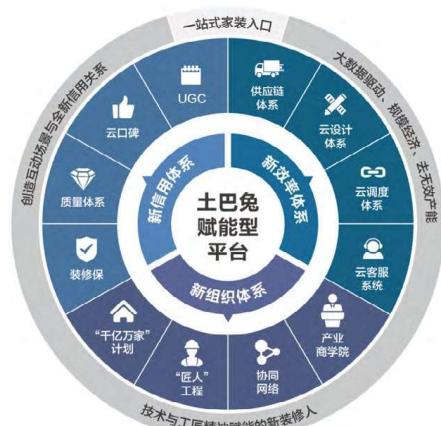 一站式家装入口
创造互动场景与全新信用关系
大数据驱动、规模经济、去无效产能
UGC
供应链
体系
云口碑
云设计
体系
质量体系
云调度
体系
装修保
云客服
系统
新信用体系
新效率体系
土巴兔
赋能型
平台
新组织体系
“千亿万家”
计划
“匠人”
工程
协同
网络
产业
商学院
技术与工匠精神赋能的新装修人